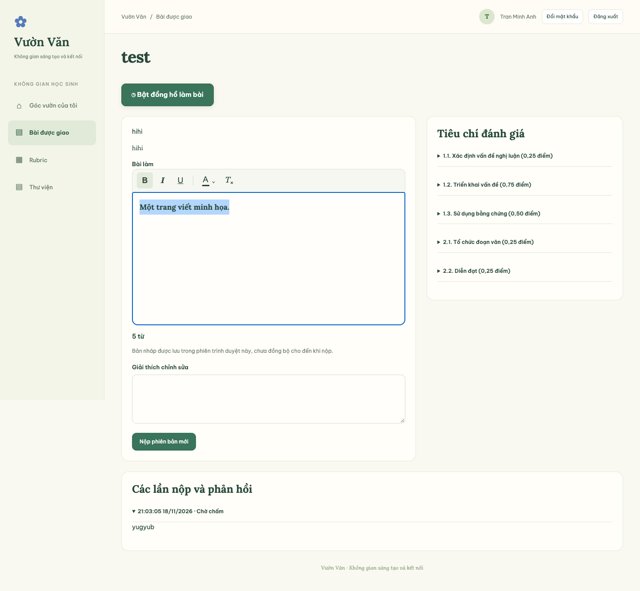 Vườn Văn
Không gian sáng tạo và kết nối
KHÔNG GIAN HỌC SINH
Góc vườn của tôi
Bài được giao
Rubric
Thư viện
Vườn Văn / Bài được giao
T Tran Minh Anh Đổi mật khẩu Đăng xuất
test
Bật đồng hồ làm bài
hihi
hihi
Bài làm
B I U A Tx
Một trang viết minh họa.
5 từ
Bản nháp được lưu trong phiên trình duyệt này, chưa đồng bộ cho đến khi nộp.
Giải thích chỉnh sửa
Nộp phiên bản mới
Tiêu chí đánh giá
1.1. Xác định vấn đề nghị luận (0,25 điểm)
1.2. Triển khai vấn đề (0,75 điểm)
1.3. Sử dụng bằng chứng (0,50 điểm)
2.1. Tổ chức đoạn văn (0,25 điểm)
2.2. Diễn đạt (0,25 điểm)
Các lần nộp và phản hồi
21:03:05 18/11/2026 · Chờ chấm
yugyub
Vườn Văn · Không gian sáng tạo và kết nối